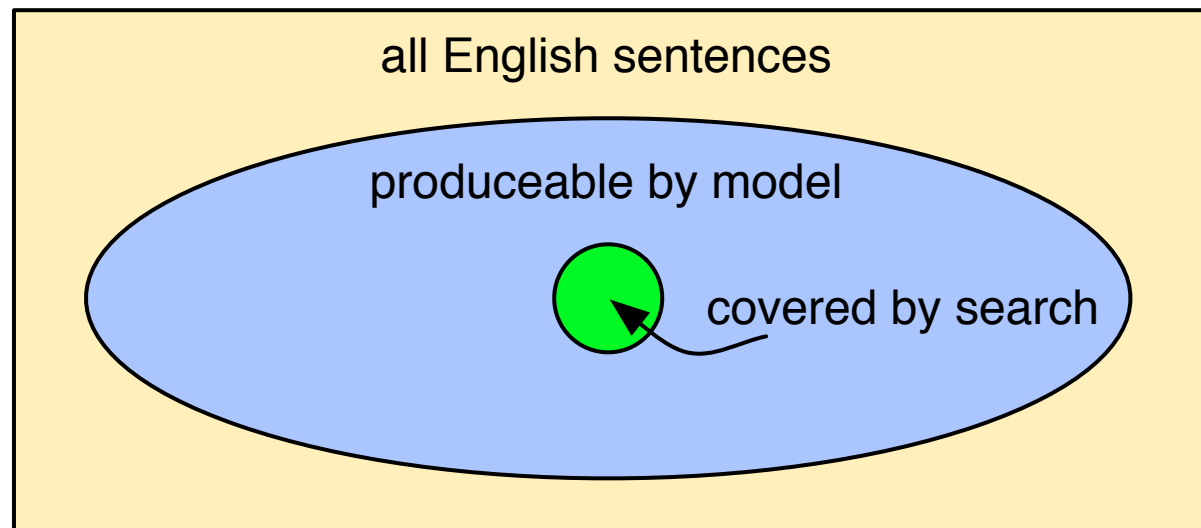 all English sentences
produceable by model
covered by search